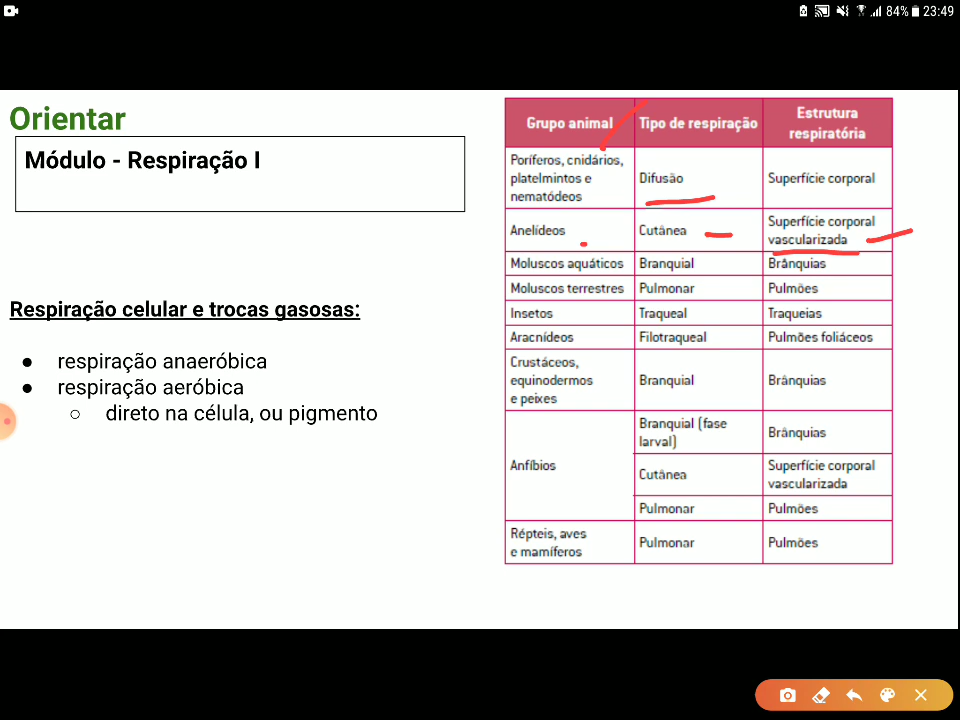 84% 23:49
Orientar
Módulo - Respiração I
Respiração celular e trocas gasosas:
● respiração anaeróbica
● respiração aeróbica
○ direto na célula, ou pigmento
Grupo animal Tipo de respiração Estrutura
respiratória
Poríferos, cnidários,
platelmintos e
nematódeos
Difusão
Superfície corporal
Anelídeos
Cutânea
Superfície corporal
vascularizada
Moluscos aquáticos Branquial Brânquias
Moluscos terrestres Pulmonar Pulmões
Insetos Traqueal Traqueias
Aracnídeos Filotraqueal Pulmões foliáceos
Crustáceos,
equinodermos
e peixes
Branquial
Brânquias
Anfíbios
Branquial (fase
larval)
Brânquias
Cutânea
Superfície corporal
vascularizada
Pulmonar Pulmões
Répteis, aves
e mamíferos
Pulmonar
Pulmões